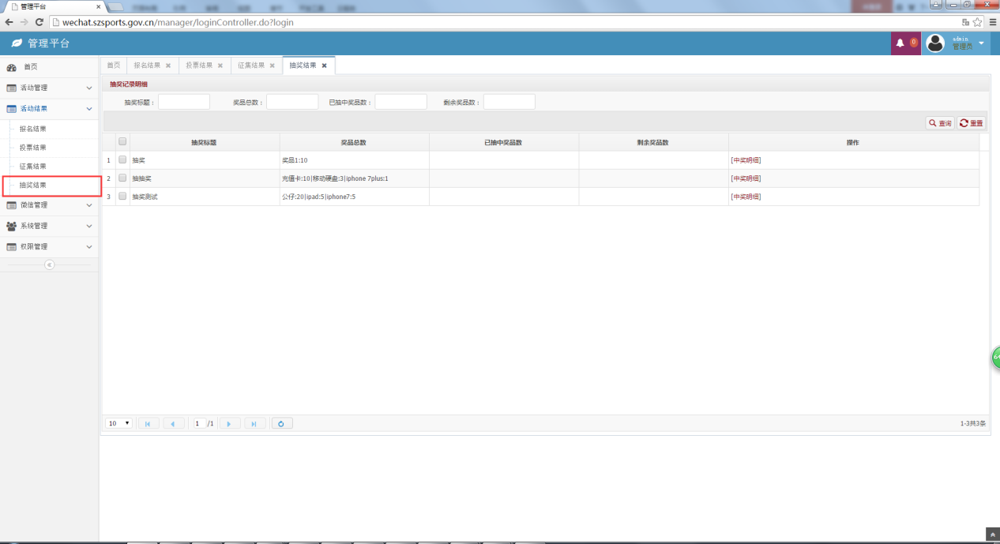 管理平台
wechat.szsports.gov.cn/manager/loginController.do?login
管理平台
0
admin
管理员
首页
活动管理
活动结果
报名结果
投票结果
征集结果
抽奖结果
微信管理
系统管理
权限管理
首页 报名结果 投票结果 征集结果 抽奖结果
抽奖记录明细
抽奖标题： 奖品总数： 已抽中奖品数： 剩余奖品数：
查询 重置
抽奖标题 奖品总数 已抽中奖品数 剩余奖品数 操作
1 抽奖 奖品1:10 [中奖明细]
2 抽抽奖 充值卡:10|移动硬盘:3|iphone 7plus:1 [中奖明细]
3 抽奖测试 公仔:20|ipad:5|iphone7:5 [中奖明细]
10 1 /1 1-3共3条